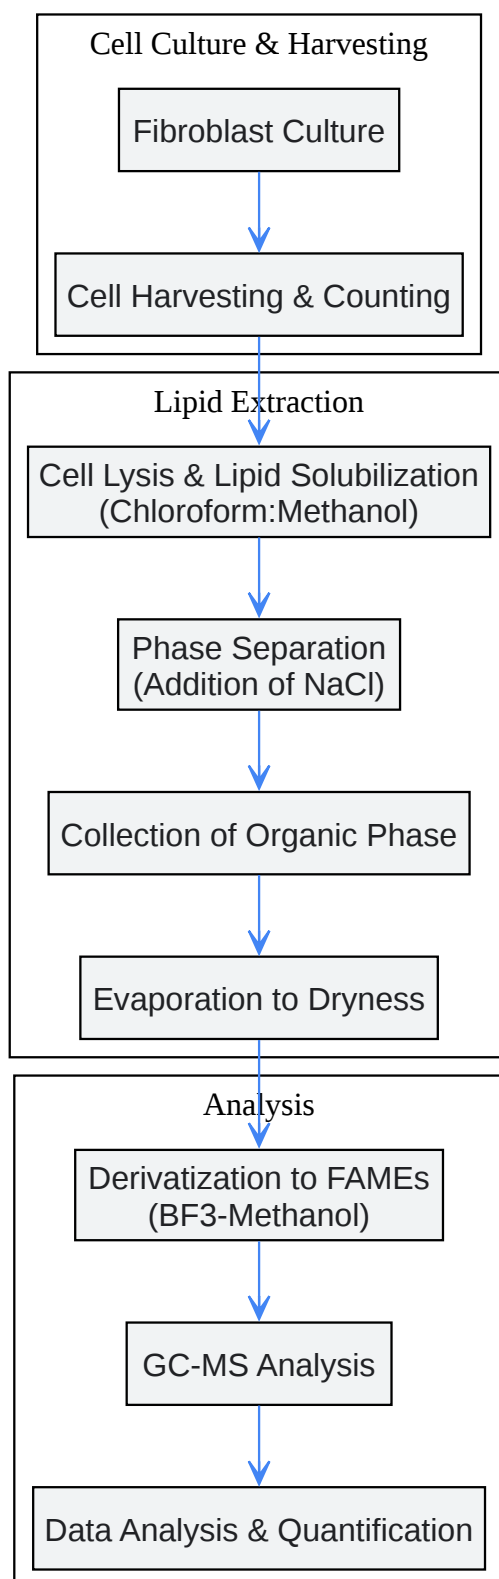 Cell Culture & Harvesting
Fibroblast Culture
Cell Harvesting & Counting
Lipid Extraction
Cell Lysis & Lipid Solubilization
(Chloroform:Methanol)
Phase Separation
(Addition of NaCl)
Collection of Organic Phase
Evaporation to Dryness
Analysis
Derivatization to FAMEs
(BF3-Methanol)
GC-MS Analysis
Data Analysis & Quantification